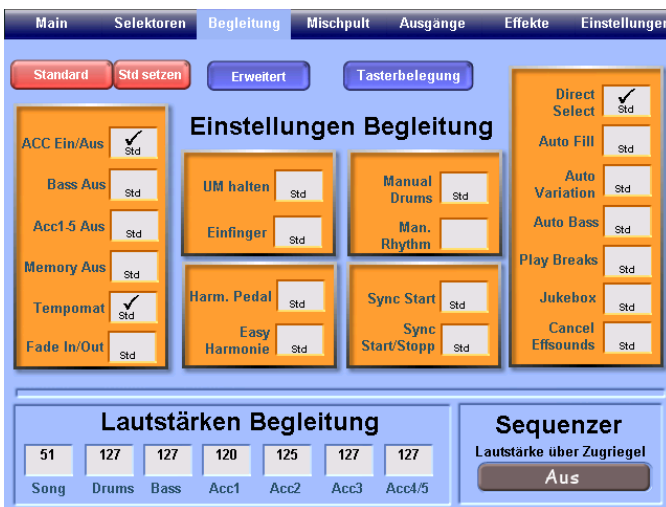 Main Selektoren Begleitung Mischpult Ausgänge Effekte Einstellunge
Standard Std setzen Erweitert Tasterbelegung
Einstellungen Begleitung
ACC Ein/Aus Std
Bass Aus Std
Acc1-5 Aus Std
Memory Aus Std
Tempomat Std
Fade In/Out Std
UM halten Std
Einfinger Std
Manual
Drums Std
Man.
Rhythm
Harm. Pedal Std
Easy
Harmonie Std
Sync Start Std
Sync
Start/Stopp Std
Direct
Select Std
Auto Fill Std
Auto
Variation Std
Auto Bass Std
Play Breaks Std
Jukebox Std
Cancel
Effsounds Std
Lautstärken Begleitung
51 127 127 120 125 127 127
Song Drums Bass Acc1 Acc2 Acc3 Acc4/5
Sequenzer
Lautstärke über Zugriegel
Aus